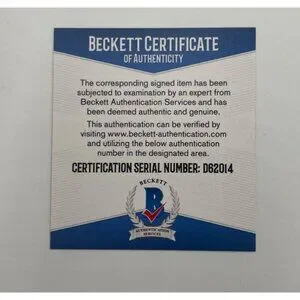 BECKETT CERTIFICATE
OF AUTHENTICITY
The corresponding signed item has been
subjected to examination by an expert from
Beckett Authentication Services and has
been deemed authentic and genuine.
This authentication can be verified by
visiting www.beckett-authentication.com
and utilizing the below authentication
number in the designated area.
CERTIFICATION SERIAL NUMBER: D62014
BECKETT
B
AUTHENTICATION
SERVICES